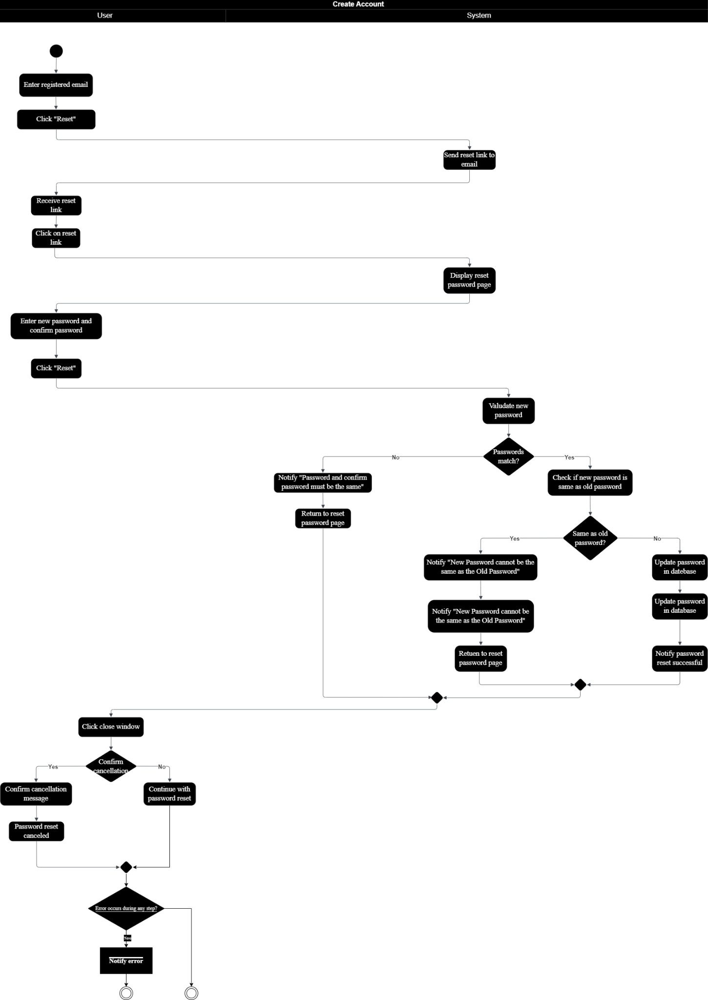 Create Account
User
System
Enter registered email
Click "Reset"
Send reset link to
email
Receive reset
link
Click on reset
link
Display reset
password page
Enter new password and
confirm password
Click "Reset"
Valudate new
password
Passwords
match?
No
Yes
Notify "Password and confirm
password must be the same"
Check if new password is
same as old password
Return to reset
password page
Same as old
password?
Yes
No
Notify "New Password cannot be the
same as the Old Password"
Update password
in datebase
Notify "New Password cannot be
the same as the Old Password"
Update password
in database
Retuen to reset
password page
Notify password
reset successful
Click close window
Confirm
cancellation
Yes
No
Confirm cancellation
message
Continue with
password reset
Password reset
canceled
Error occurs during any step?
Yes
Notify error